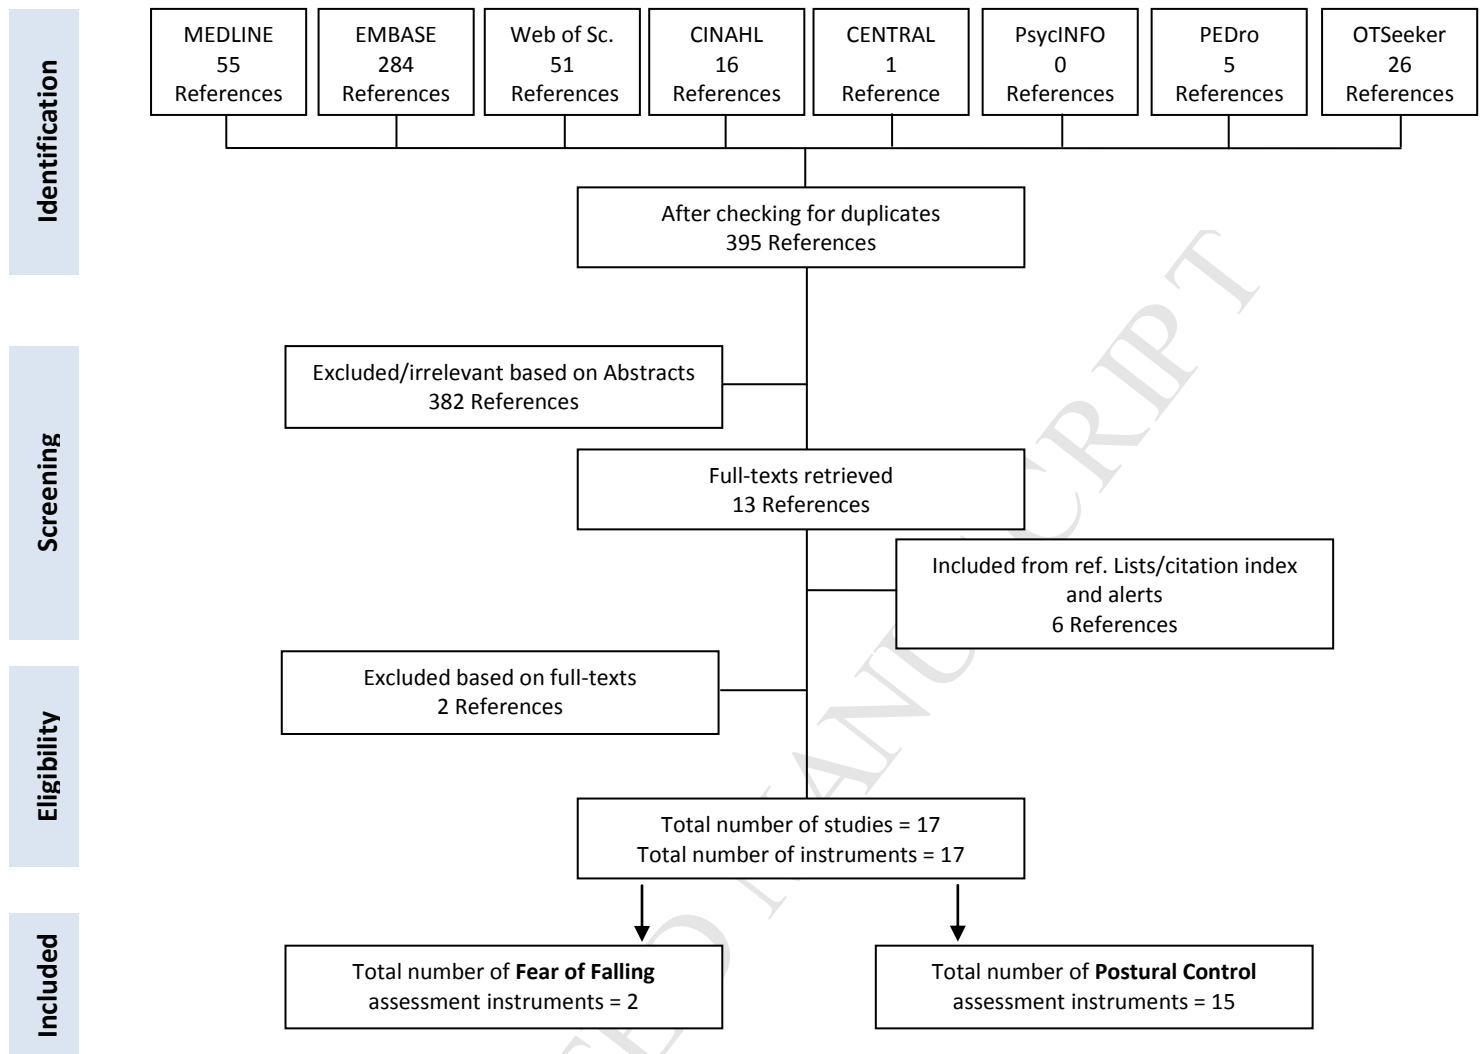 Identification
MEDLINE
55
References
EMBASE
284
References
Web of Sc.
51
References
CINAHL
16
References
CENTRAL
1
Reference
PsycINFO
0
References
PEDro
5
References
OTSeeker
26
References
After checking for duplicates
395 References
Screening
Excluded/irrelevant based on Abstracts
382 References
Full-texts retrieved
13 References
Included from ref. Lists/citation index
and alerts
6 References
Eligibility
Excluded based on full-texts
2 References
Total number of studies = 17
Total number of instruments = 17
Included
Total number of Fear of Falling
assessment instruments = 2
Total number of Postural Control
assessment instruments = 15